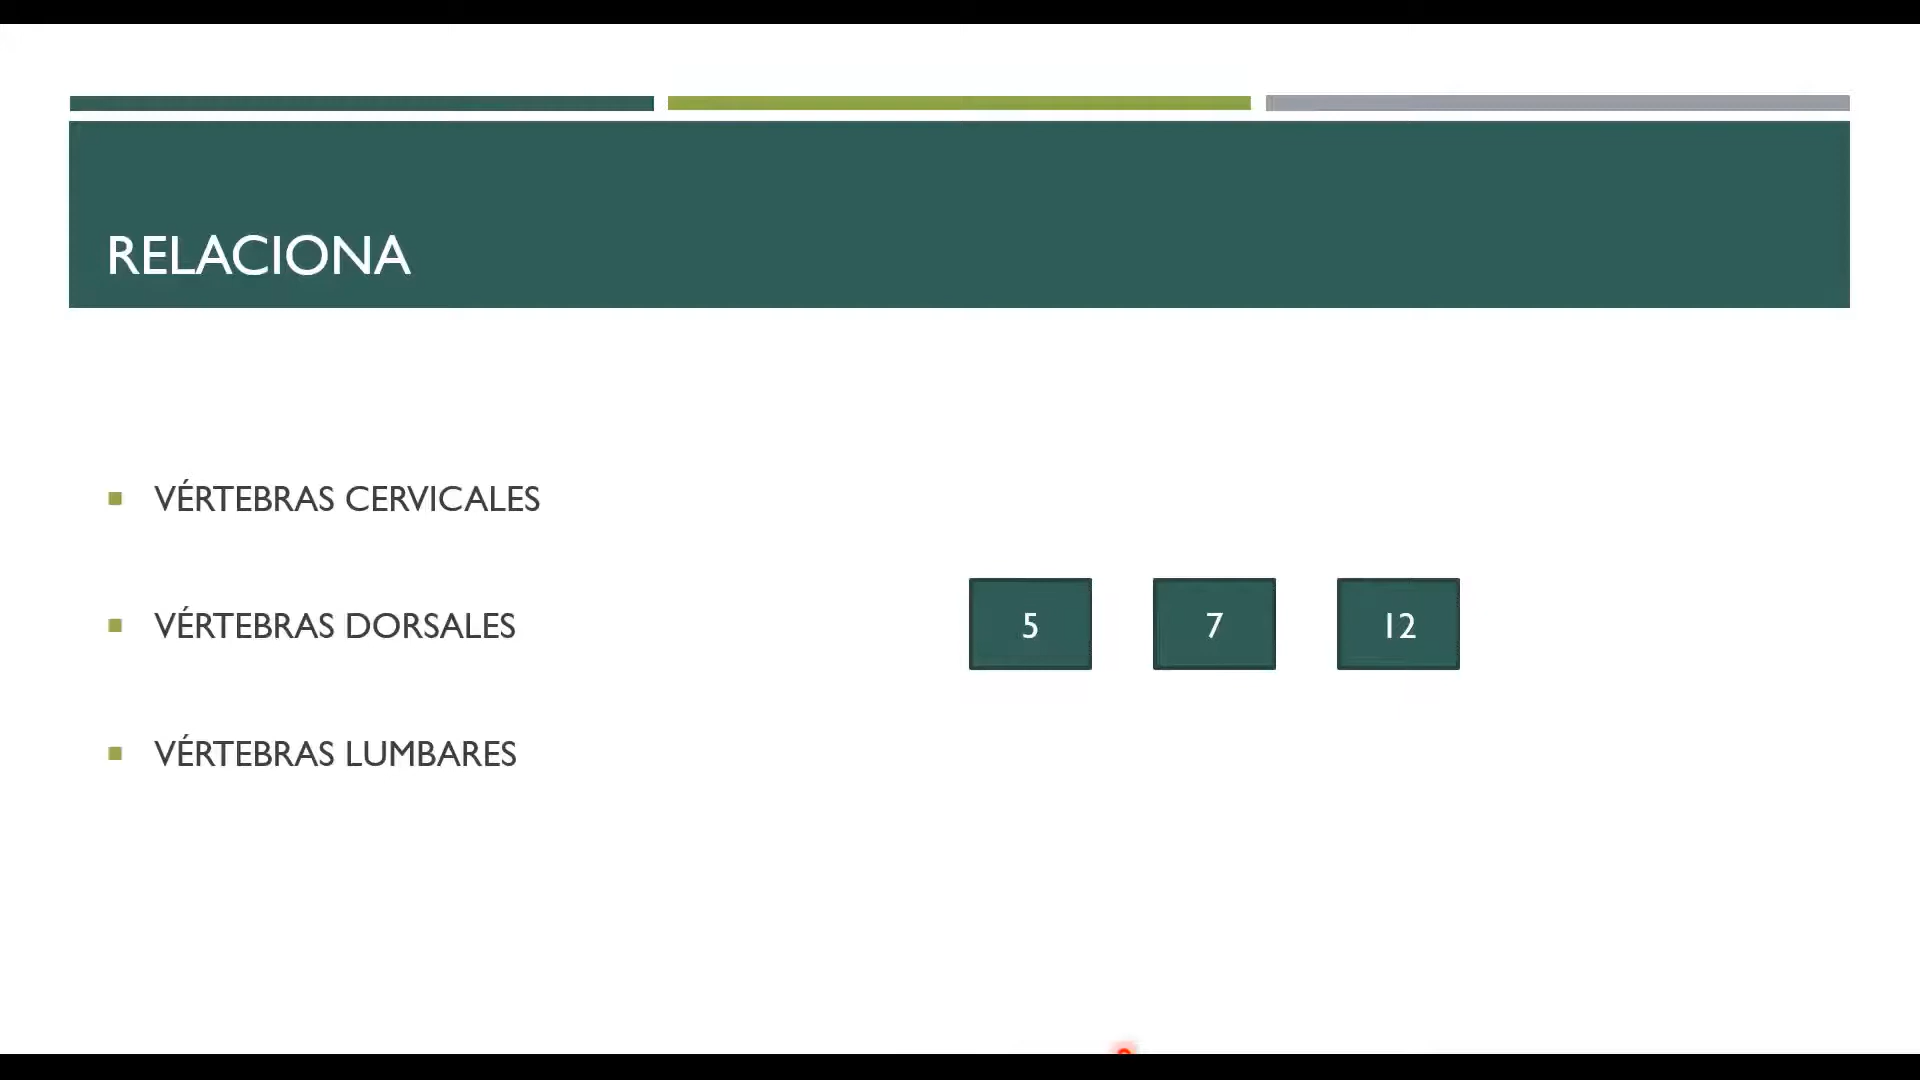 RELACIONA
VÉRTEBRAS CERVICALES
VÉRTEBRAS DORSALES
5 7 12
VÉRTEBRAS LUMBARES